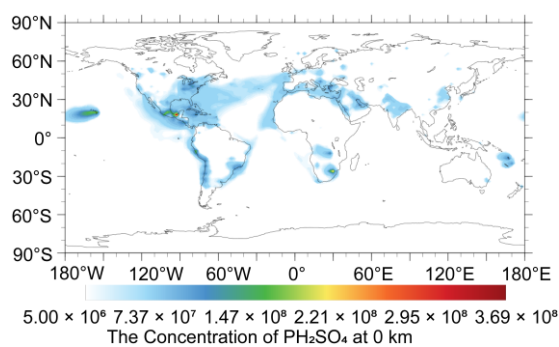 90°N
60°N
30°N
0°
30°S
60°S
90°S
180°W 120°W 60°W 0° 60°E 120°E 180°E
5.00 × 10⁶ 7.37 × 10⁷ 1.47 × 10⁸ 2.21 × 10⁸ 2.95 × 10⁸ 3.69 × 10⁸
The Concentration of PH₂SO₄ at 0 km